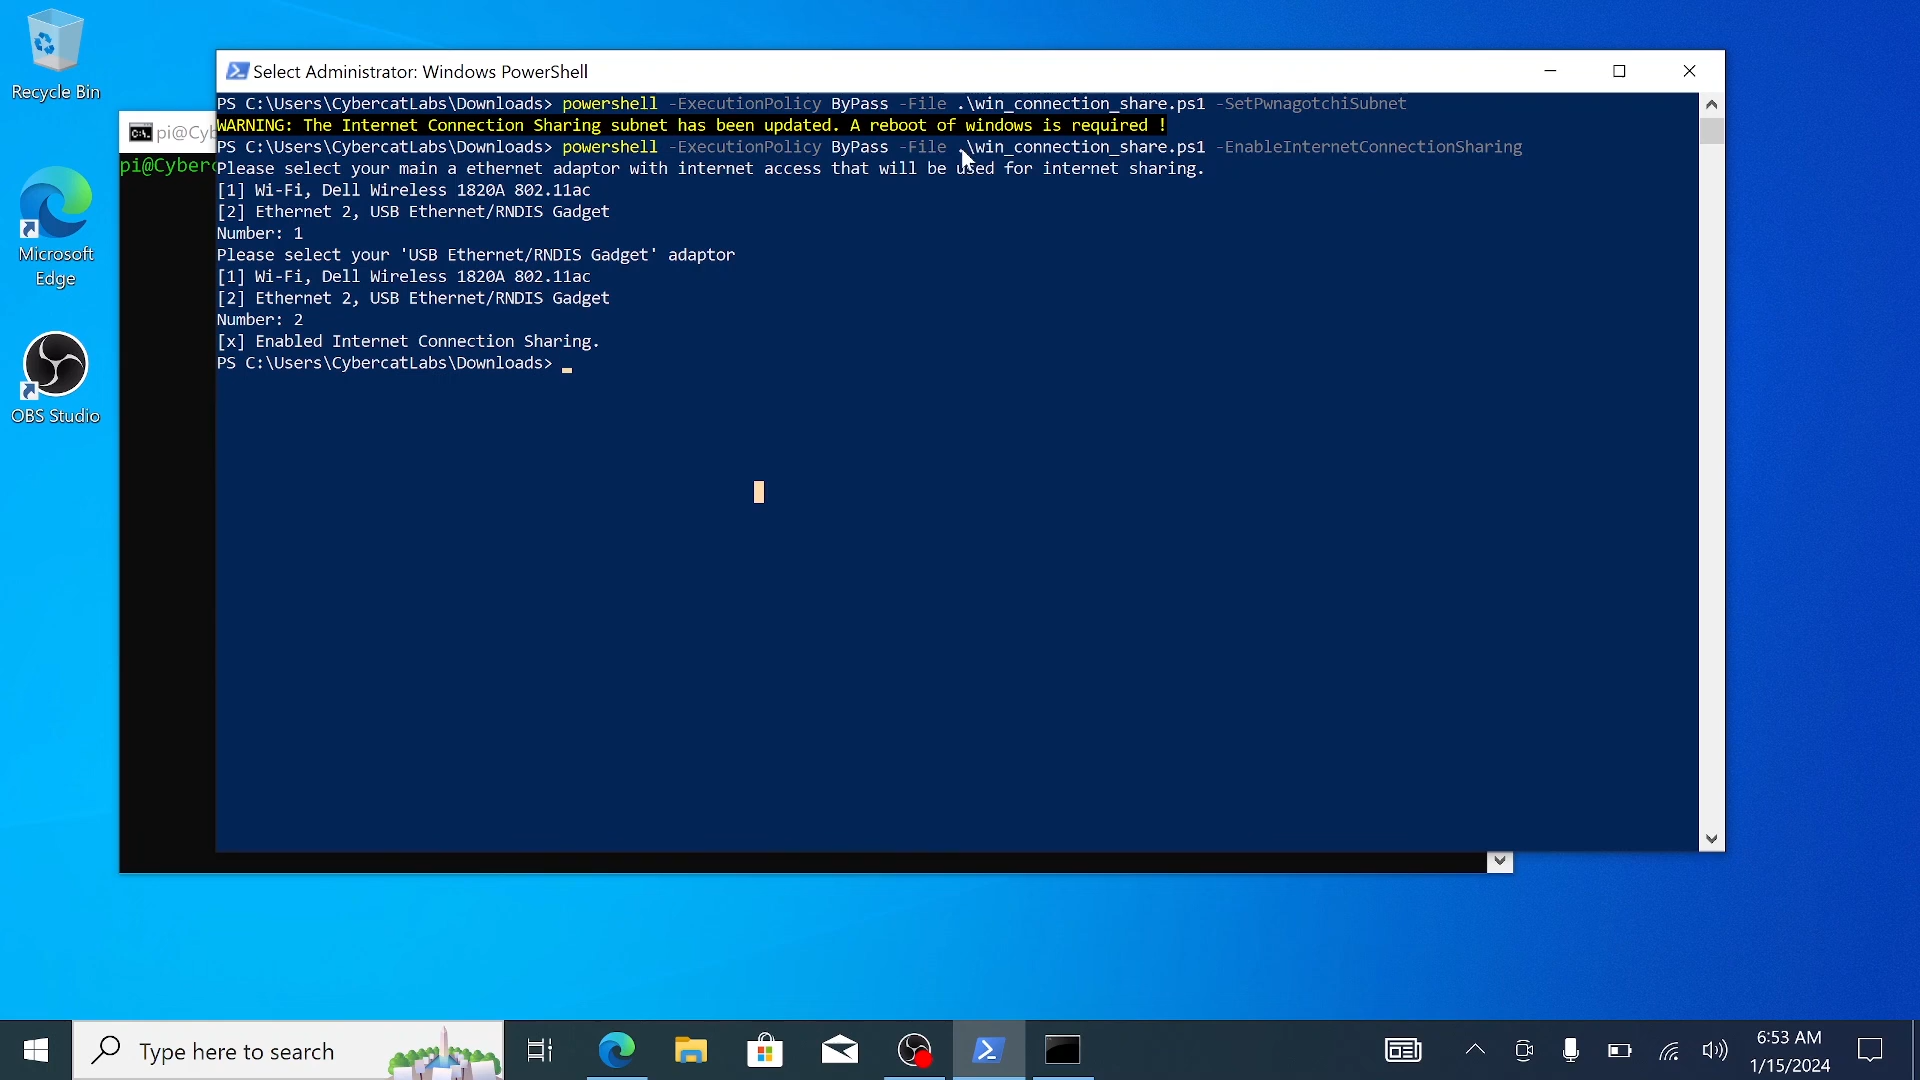 Recycle Bin
Microsoft
Edge
OBS Studio
pi@Cyb
pi@Cyberc
Select Administrator: Windows PowerShell
PS C:\Users\CybercatLabs\Downloads> powershell -ExecutionPolicy ByPass -File .\win_connection_share.ps1 -SetPwnagotchiSubnet
WARNING: The Internet Connection Sharing subnet has been updated. A reboot of windows is required !
PS C:\Users\CybercatLabs\Downloads> powershell -ExecutionPolicy ByPass -File .\win_connection_share.ps1 -EnableInternetConnectionSharing
Please select your main a ethernet adaptor with internet access that will be used for internet sharing.
[1] Wi-Fi, Dell Wireless 1820A 802.11ac
[2] Ethernet 2, USB Ethernet/RNDIS Gadget
Number: 1
Please select your 'USB Ethernet/RNDIS Gadget' adaptor
[1] Wi-Fi, Dell Wireless 1820A 802.11ac
[2] Ethernet 2, USB Ethernet/RNDIS Gadget
Number: 2
[x] Enabled Internet Connection Sharing.
PS C:\Users\CybercatLabs\Downloads>
Type here to search
6:53 AM
1/15/2024